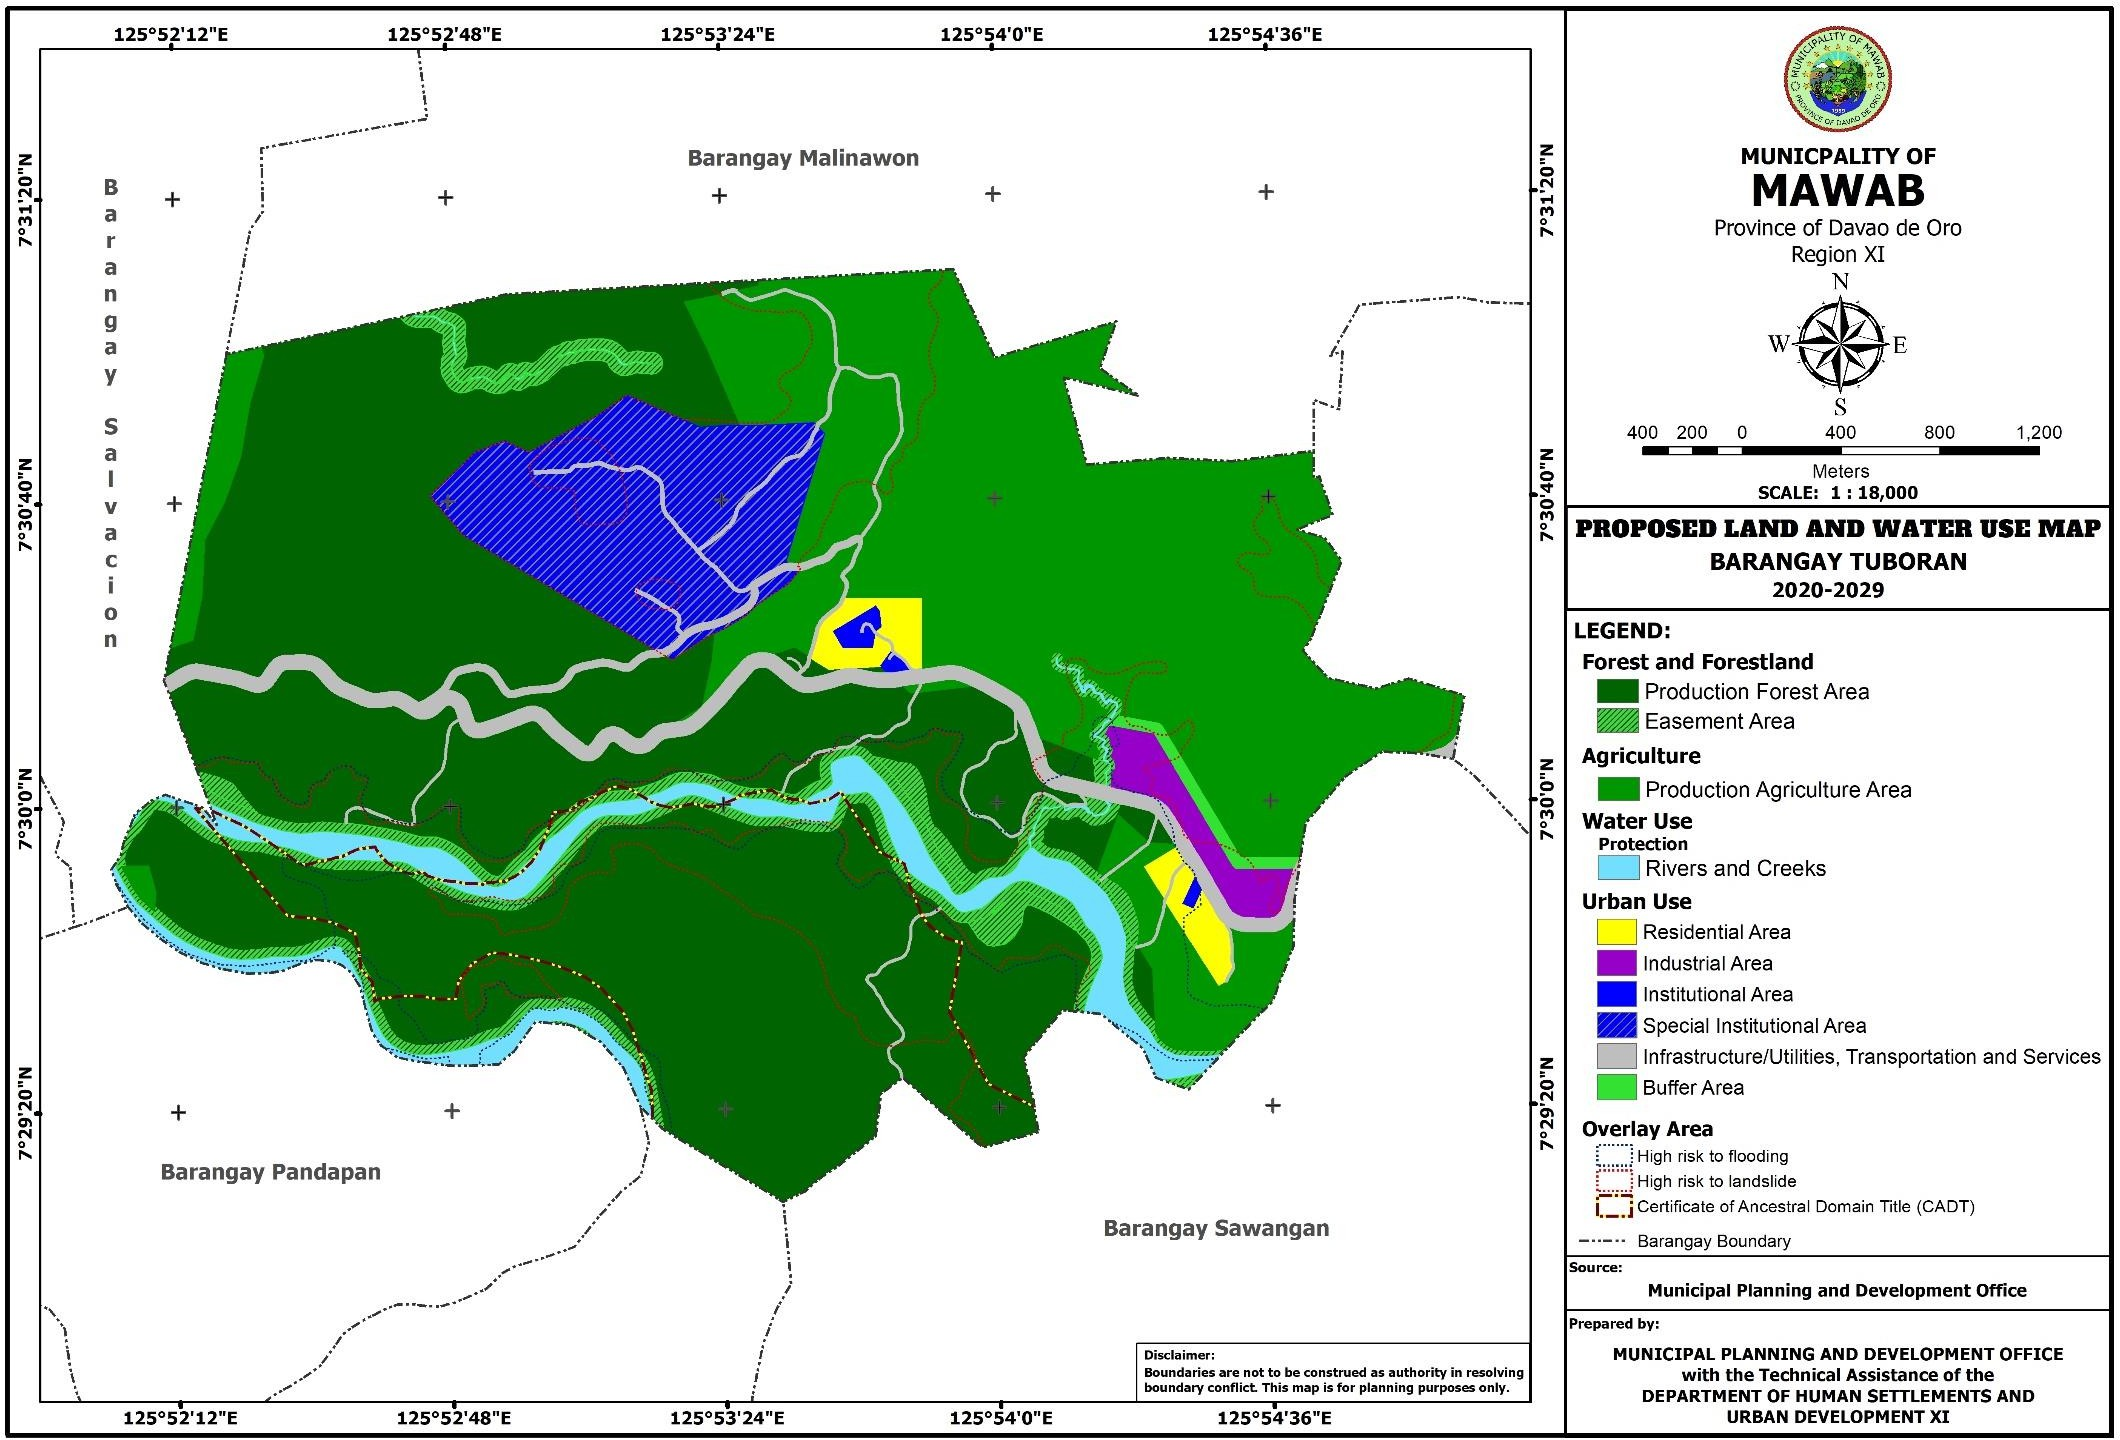 125°52'12"E 125°52'48"E 125°53'24"E 125°54'0"E 125°54'36"E
7°31'20"N
7°30'40"N
7°30'0"N
7°29'20"N
Barangay Malinawon
Barangay Salvacion
Barangay Pandapan
Barangay Sawangan
7°31'20"N
7°30'40"N
7°30'0"N
7°29'20"N
125°52'12"E 125°52'48"E 125°53'24"E 125°54'0"E 125°54'36"E
Disclaimer:
Boundaries are not to be construed as authority in resolving
boundary conflict. This map is for planning purposes only.
MUNICIPALITY OF MAWAB
PROVINCE OF DAVAO DE ORO
MUNICPALITY OF
MAWAB
Province of Davao de Oro
Region XI
N
W E
S
400 200 0 400 800 1,200
Meters
SCALE: 1 : 18,000
PROPOSED LAND AND WATER USE MAP
BARANGAY TUBORAN
2020-2029
LEGEND:
Forest and Forestland
Production Forest Area
Easement Area
Agriculture
Production Agriculture Area
Water Use
Protection
Rivers and Creeks
Urban Use
Residential Area
Industrial Area
Institutional Area
Special Institutional Area
Infrastructure/Utilities, Transportation and Services
Buffer Area
Overlay Area
High risk to flooding
High risk to landslide
Certificate of Ancestral Domain Title (CADT)
Barangay Boundary
Source:
Municipal Planning and Development Office
Prepared by:
MUNICIPAL PLANNING AND DEVELOPMENT OFFICE
with the Technical Assistance of the
DEPARTMENT OF HUMAN SETTLEMENTS AND
URBAN DEVELOPMENT XI